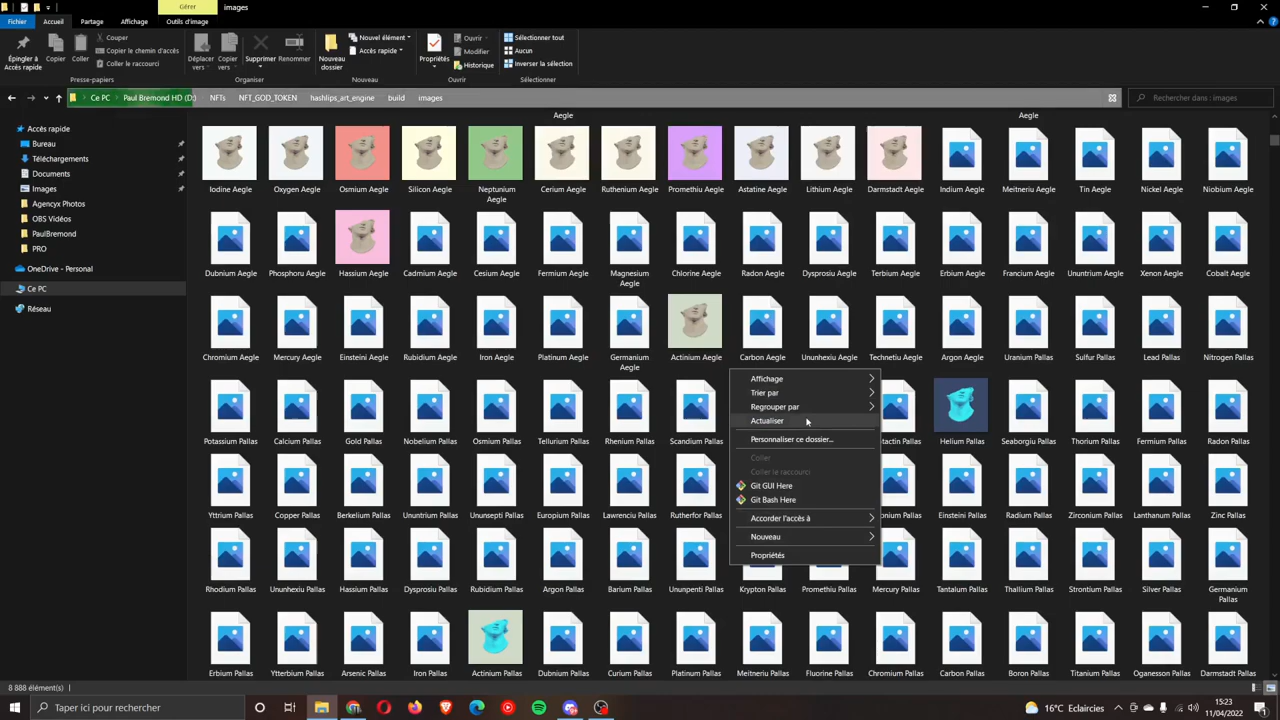 Gérer
images
Fichier
Accueil
Partage
Affichage
Outils d'image
Épingler à
Accès rapide
Copier
Coller
Couper
Copier le chemin d'accès
Coller le raccourci
Presse-papiers
Déplacer
vers
Copier
vers
Supprimer
Renommer
Organiser
Nouveau
dossier
Nouvel élément
Accès rapide
Nouveau
Propriétés
Ouvrir
Modifier
Historique
Ouvrir
Sélectionner tout
Aucun
Inverser la sélection
Sélectionner
Ce PC
Paul Bremond HD (D:)
NFTs
NFT_GOD_TOKEN
hashlips_art_engine
build
images
Rechercher dans : images
Accès rapide
Bureau
Téléchargements
Documents
Images
Agencyx Photos
OBS Vidéos
PaulBremond
PRO
OneDrive - Personal
Ce PC
Réseau
Aegle
Aegle
Iodine Aegle
Oxygen Aegle
Osmium Aegle
Silicon Aegle
Neptunium
Aegle
Cerium Aegle
Ruthenium Aegle
Promethiu Aegle
Astatine Aegle
Lithium Aegle
Darmstadt Aegle
Indium Aegle
Meitneriu Aegle
Tin Aegle
Nickel Aegle
Niobium Aegle
Dubnium Aegle
Phosphoru Aegle
Hassium Aegle
Cadmium Aegle
Cesium Aegle
Fermium Aegle
Magnesium
Aegle
Chlorine Aegle
Radon Aegle
Dysprosiu Aegle
Terbium Aegle
Erbium Aegle
Francium Aegle
Ununtrium Aegle
Xenon Aegle
Cobalt Aegle
Chromium Aegle
Mercury Aegle
Einsteini Aegle
Rubidium Aegle
Iron Aegle
Platinum Aegle
Germanium
Aegle
Actinium Aegle
Carbon Aegle
Ununhexiu Aegle
Technetiu Aegle
Argon Aegle
Uranium Pallas
Sulfur Pallas
Lead Pallas
Nitrogen Pallas
Potassium Pallas
Calcium Pallas
Gold Pallas
Nobelium Pallas
Osmium Pallas
Tellurium Pallas
Rhenium Pallas
Scandium Pallas
Helium Pallas
Seaborgiu Pallas
Thorium Pallas
Fermium Pallas
Radon Pallas
Yttrium Pallas
Copper Pallas
Berkelium Pallas
Ununtrium Pallas
Ununsepti Pallas
Europium Pallas
Lawrenciu Pallas
Rutherfor Pallas
Einsteini Pallas
Radium Pallas
Zirconium Pallas
Lanthanum Pallas
Zinc Pallas
Rhodium Pallas
Ununhexiu Pallas
Hassium Pallas
Dysprosiu Pallas
Rubidium Pallas
Argon Pallas
Barium Pallas
Ununpenti Pallas
Krypton Pallas
Promethiu Pallas
Mercury Pallas
Tantalum Pallas
Thallium Pallas
Strontium Pallas
Silver Pallas
Germanium
Pallas
Erbium Pallas
Ytterbium Pallas
Arsenic Pallas
Iron Pallas
Actinium Pallas
Dubnium Pallas
Curium Pallas
Platinum Pallas
Meitneriu Pallas
Fluorine Pallas
Chromium Pallas
Carbon Pallas
Boron Pallas
Titanium Pallas
Oganesson Pallas
Sodium Pallas
Affichage
Trier par
Regrouper par
Actualiser
Personnaliser ce dossier...
Coller
Coller le raccourci
Git GUI Here
Git Bash Here
Accorder l'accès à
Nouveau
Propriétés
8 888 élément(s)
Taper ici pour rechercher
16°C Eclaircies
15:23
11/04/2022